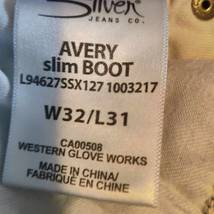 Silver
JEANS CO.
AVERY
slim BOOT
L94627SSX127 1003217
W32/L31
CA00508
WESTERN GLOVE WORKS
MADE IN CHINA/
FABRIQUÉ EN CHINE